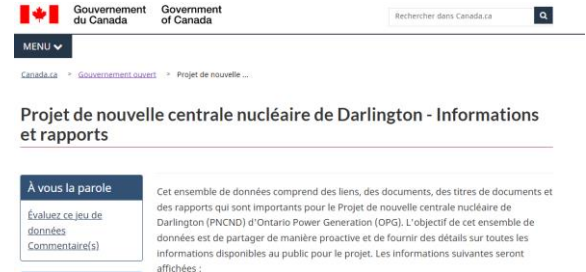 Gouvernement
du Canada
Government
of Canada
Rechercher dans Canada.ca
MENU
Canada.ca
Gouvernement ouvert
Projet de nouvelle ...
Projet de nouvelle centrale nucléaire de Darlington - Informations
et rapports
À vous la parole
Évaluez ce jeu de
données
Commentaire(s)
Cet ensemble de données comprend des liens, des documents, des titres de documents et
des rapports qui sont importants pour le Projet de nouvelle centrale nucléaire de
Darlington (PNCND) d'Ontario Power Generation (OPG). L'objectif de cet ensemble de
données est de partager de manière proactive et de fournir des détails sur toutes les
informations disponibles au public pour le projet. Les informations suivantes seront
affichées :